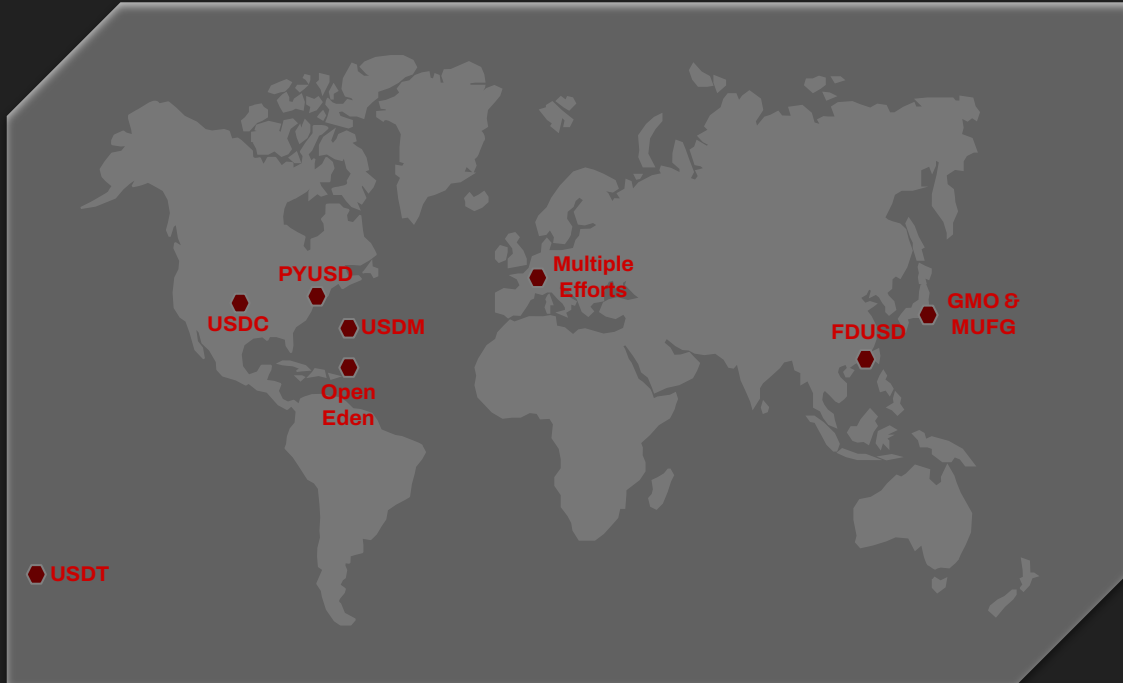 PYUSD
USDC
USDM
Open
Eden
Multiple
Efforts
FDUSD
GMO &
MUFG
USDT